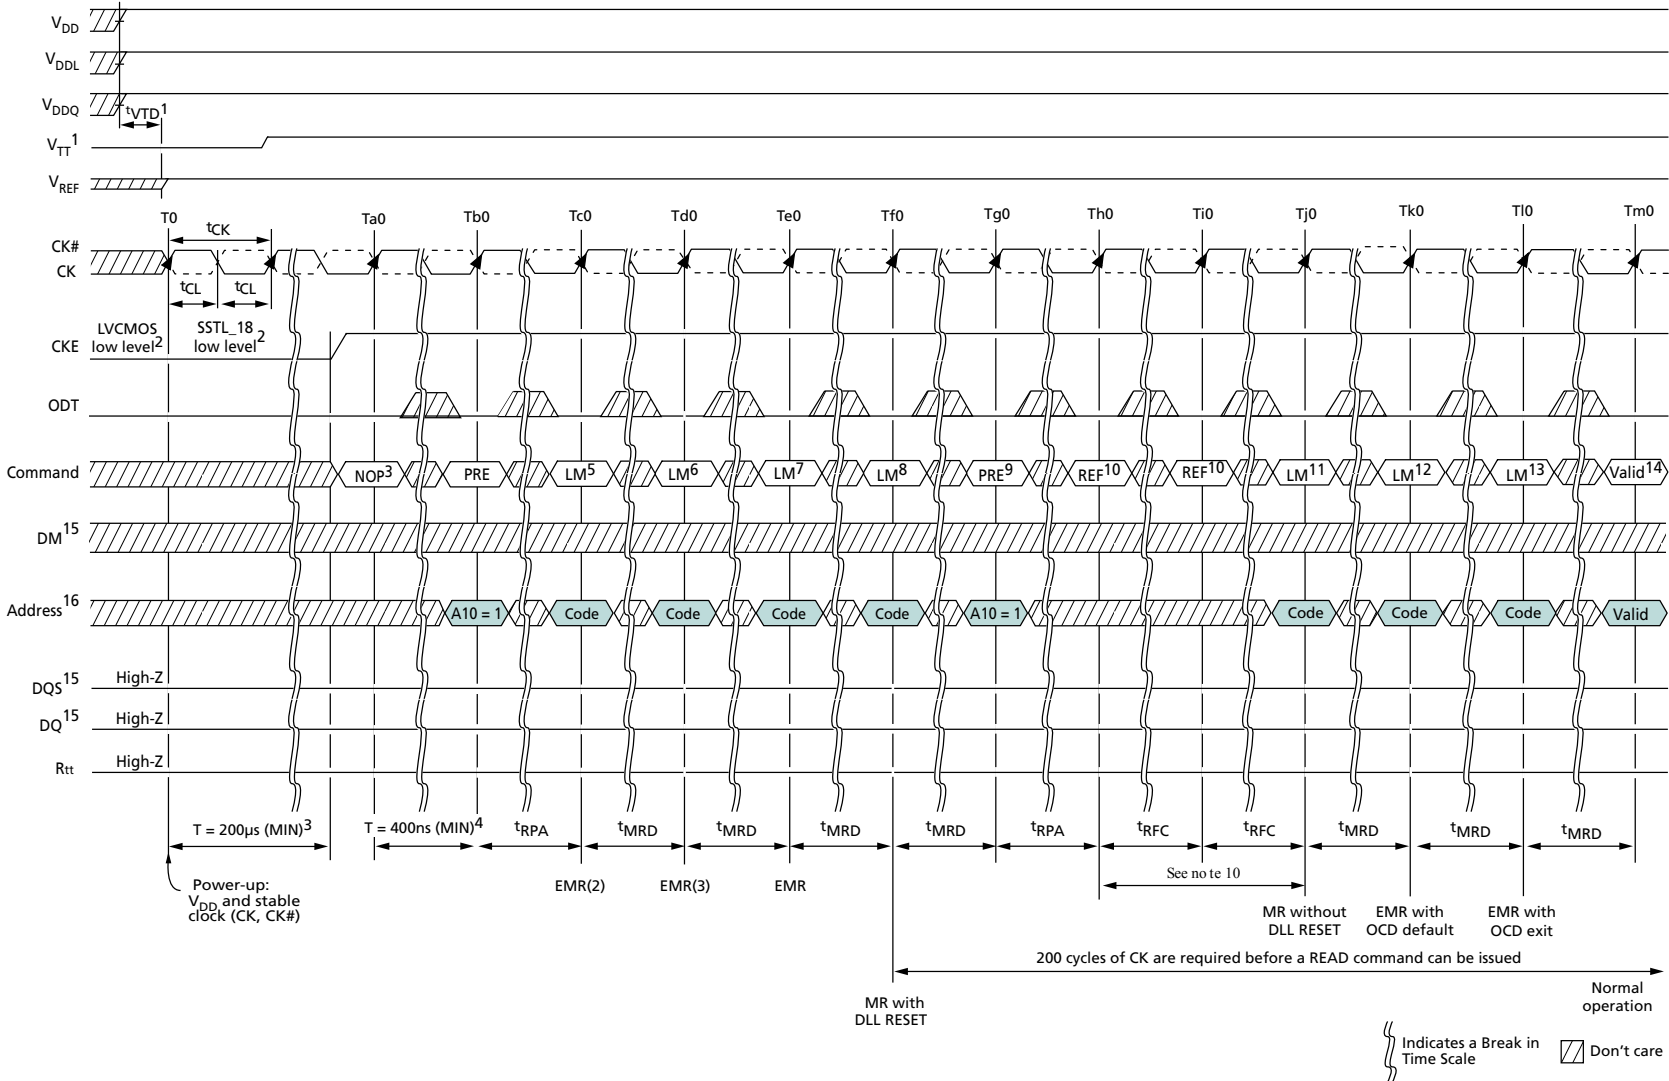 VDD
VDDL
VDDQ
tVTD1
VTT1
VREF
T0 Ta0 Tb0 Tc0 Td0 Te0 Tf0 Tg0 Th0 Ti0 Tj0 Tk0 Tl0 Tm0
tCK
CK#
CK
tCL tCL
LVCMOS low level2 SSTL_18 low level2
CKE
ODT
Command NOP3 PRE LM5 LM6 LM7 LM8 PRE9 REF10 REF10 LM11 LM12 LM13 Valid14
DM15
Address16 A10 = 1 Code Code Code Code A10 = 1 Code Code Code Valid
DQS15 High-Z
DQ15 High-Z
Rtt High-Z
T = 200µs (MIN)3 T = 400ns (MIN)4 tRPA tMRD tMRD tMRD tMRD tRPA tRFC tRFC tMRD tMRD tMRD
Power-up:
VDD and stable
clock (CK, CK#)
EMR(2) EMR(3) EMR
See note 10
MR without
DLL RESET
EMR with
OCD default
EMR with
OCD exit
200 cycles of CK are required before a READ command can be issued
MR with
DLL RESET
Normal
operation
Indicates a Break in
Time Scale
Don't care